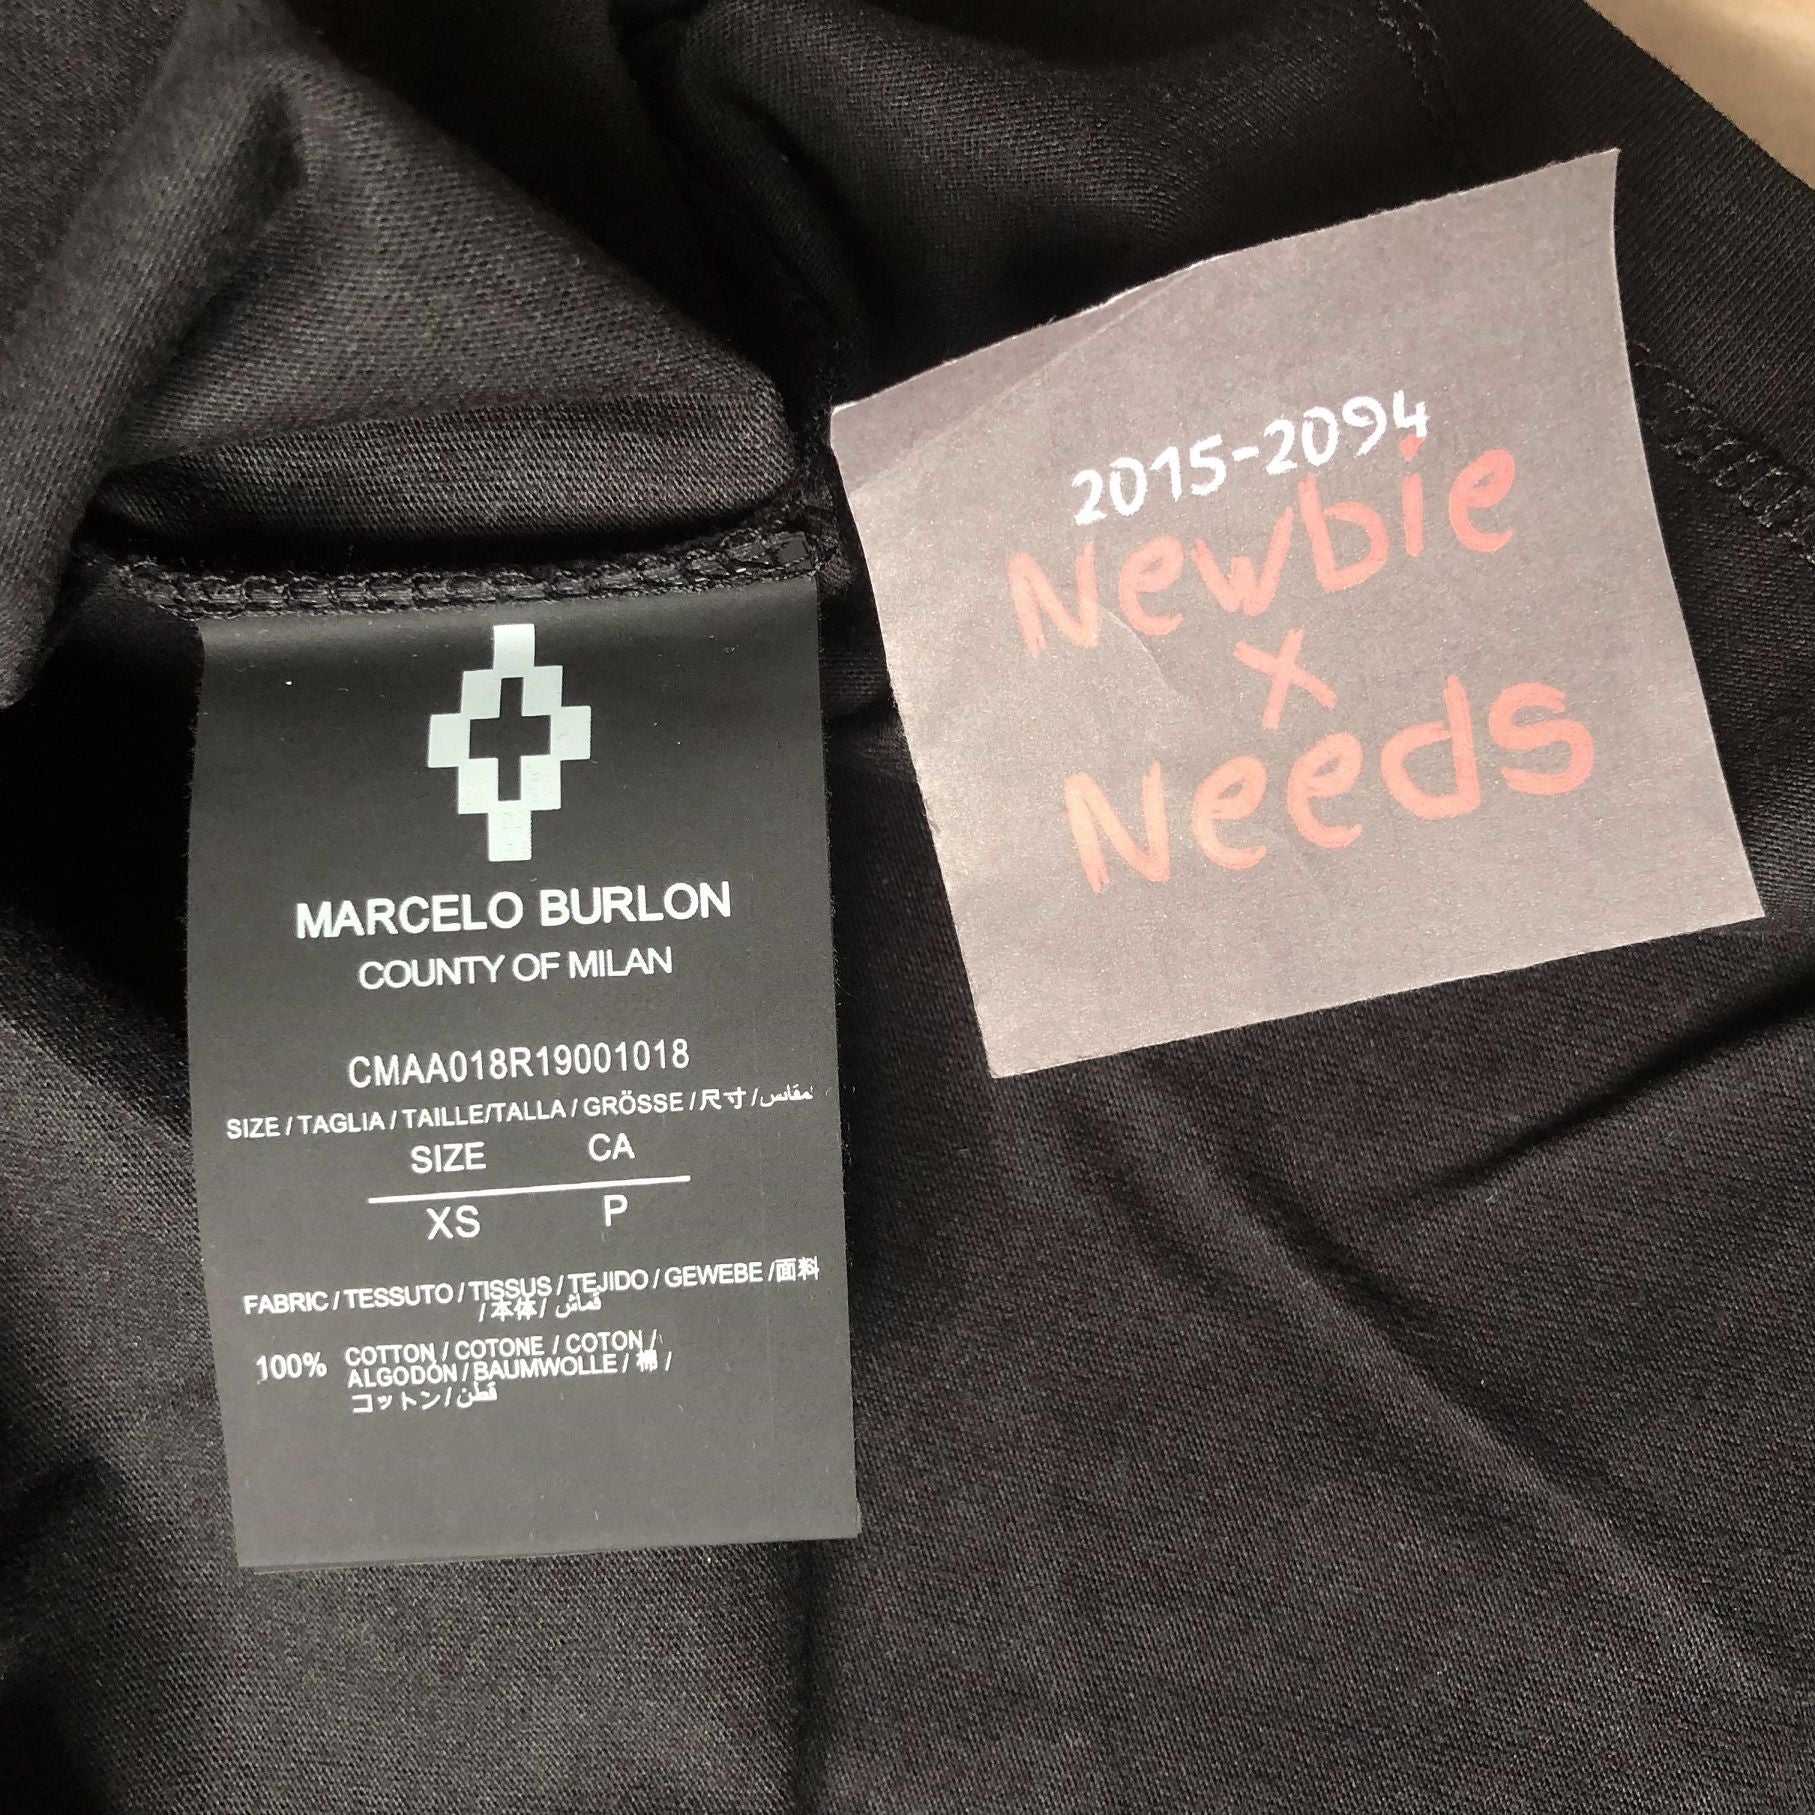 MARCELO BURLON
COUNTY OF MILAN
CMAA018R19001018
SIZE / TAGLIA / TAILLE/TALLA / GRÖSSE / 尺寸 /مقاس
SIZE CA
XS P
FABRIC / TESSUTO / TISSUS / TEJIDO / GEWEBE /面料
/ 本体 / قماش
100% COTTON / COTONE / COTON /
ALGODÓN / BAUMWOLLE / 棉 /
コットン / قطن
2015-2094
Newbie
x
Needs